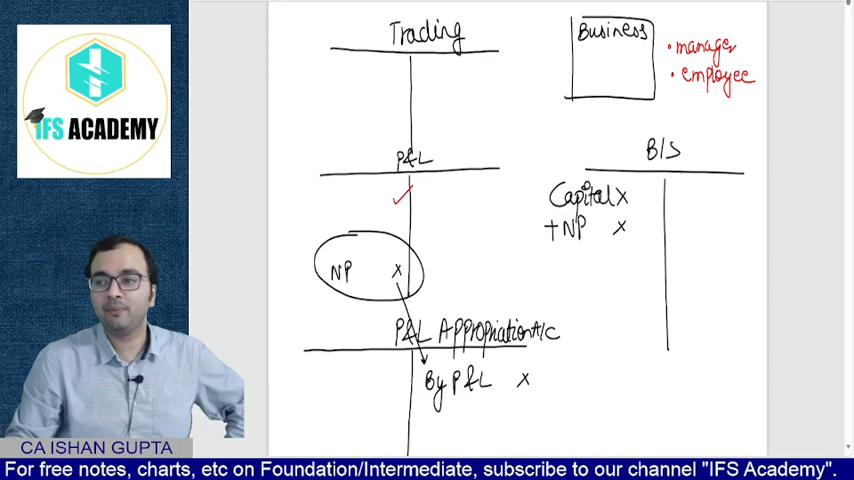 Trading
Business
• manager
• employee
IFS ACADEMY
P&L
B/S
Capital X
+NP X
NP X
P&L Appropriation A/C
By P&L X
CA ISHAN GUPTA
For free notes, charts, etc on Foundation/Intermediate, subscribe to our channel "IFS Academy".